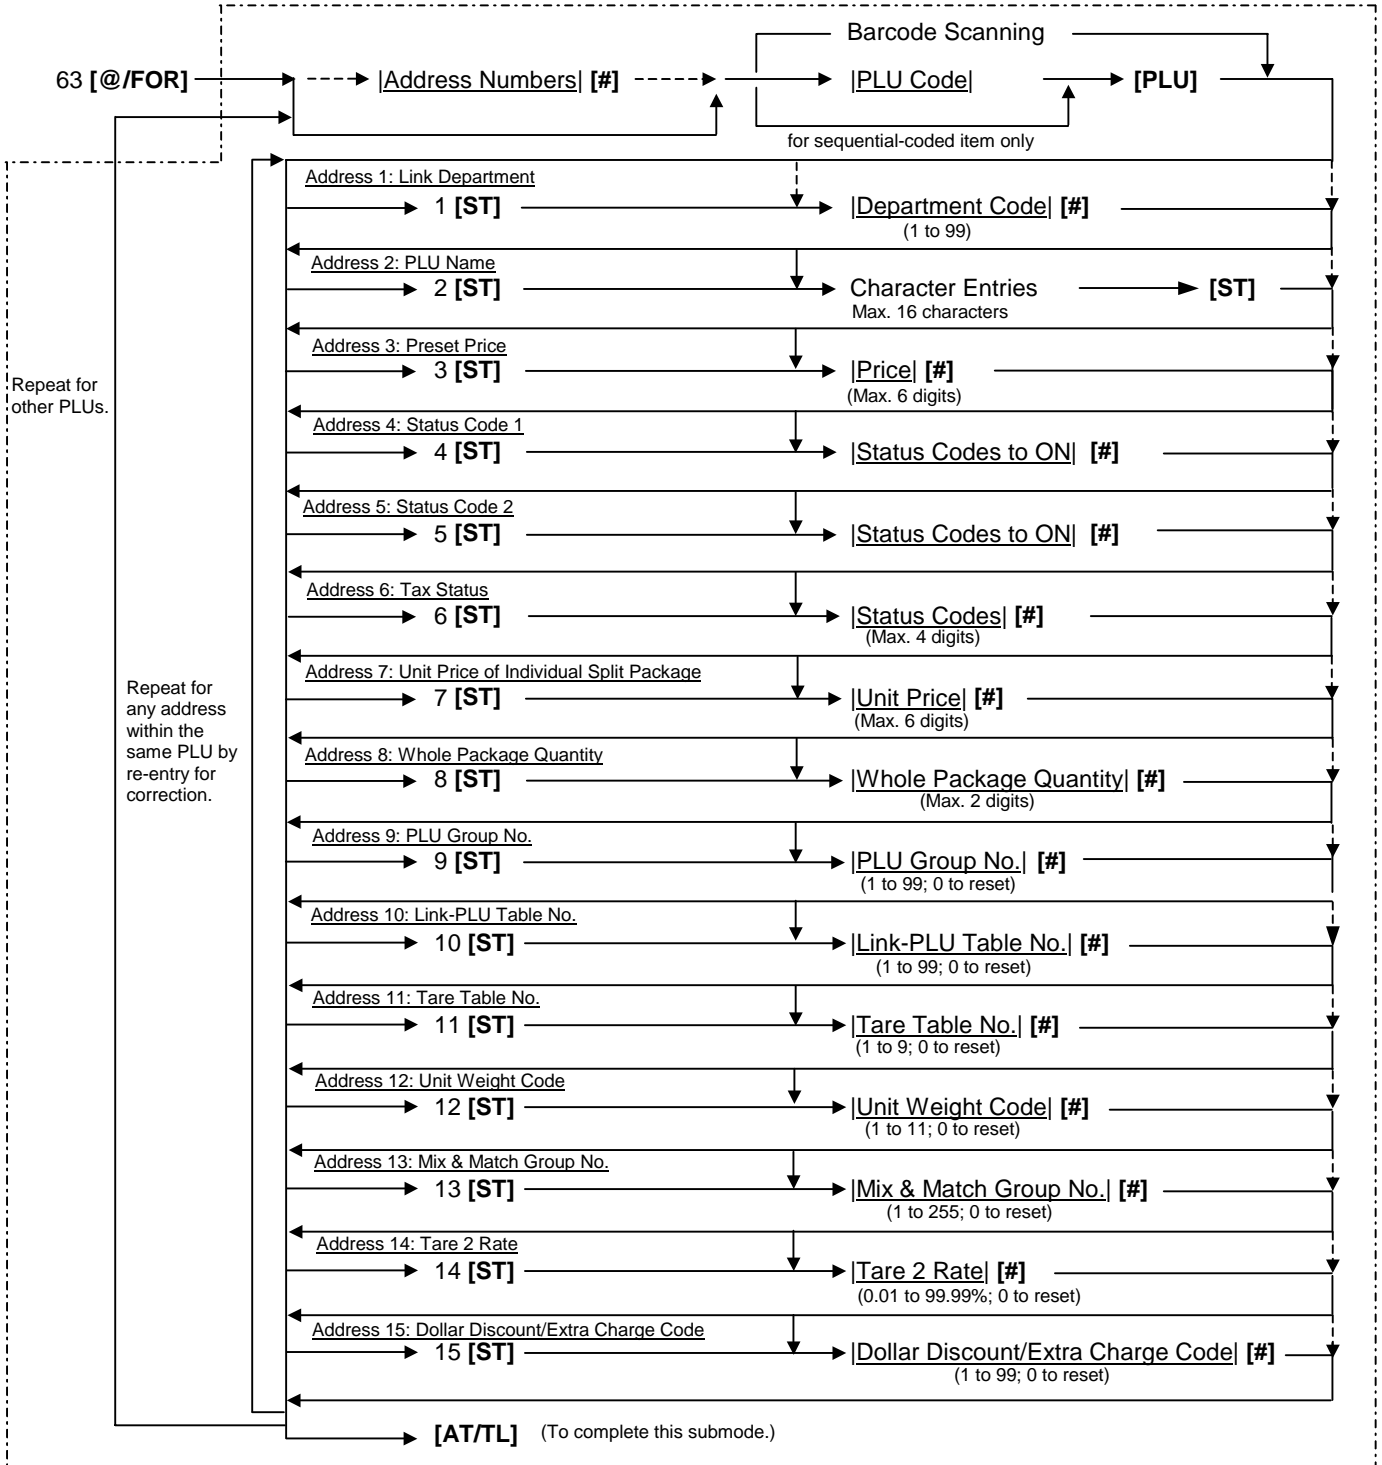 Barcode Scanning
63 [@/FOR] |Address Numbers| [#] |PLU Code| [PLU]
for sequential-coded item only
Address 1: Link Department
1 [ST] |Department Code| [#]
(1 to 99)
Address 2: PLU Name
2 [ST] Character Entries [ST]
Max. 16 characters
Address 3: Preset Price
3 [ST] |Price| [#]
(Max. 6 digits)
Repeat for
other PLUs.
Address 4: Status Code 1
4 [ST] |Status Codes to ON| [#]
Address 5: Status Code 2
5 [ST] |Status Codes to ON| [#]
Address 6: Tax Status
6 [ST] |Status Codes| [#]
(Max. 4 digits)
Address 7: Unit Price of Individual Split Package
7 [ST] |Unit Price| [#]
(Max. 6 digits)
Repeat for
any address
within the
same PLU by
re-entry for
correction.
Address 8: Whole Package Quantity
8 [ST] |Whole Package Quantity| [#]
(Max. 2 digits)
Address 9: PLU Group No.
9 [ST] |PLU Group No.| [#]
(1 to 99; 0 to reset)
Address 10: Link-PLU Table No.
10 [ST] |Link-PLU Table No.| [#]
(1 to 99; 0 to reset)
Address 11: Tare Table No.
11 [ST] |Tare Table No.| [#]
(1 to 9; 0 to reset)
Address 12: Unit Weight Code
12 [ST] |Unit Weight Code| [#]
(1 to 11; 0 to reset)
Address 13: Mix & Match Group No.
13 [ST] |Mix & Match Group No.| [#]
(1 to 255; 0 to reset)
Address 14: Tare 2 Rate
14 [ST] |Tare 2 Rate| [#]
(0.01 to 99.99%; 0 to reset)
Address 15: Dollar Discount/Extra Charge Code
15 [ST] |Dollar Discount/Extra Charge Code| [#]
(1 to 99; 0 to reset)
[AT/TL] (To complete this submode.)